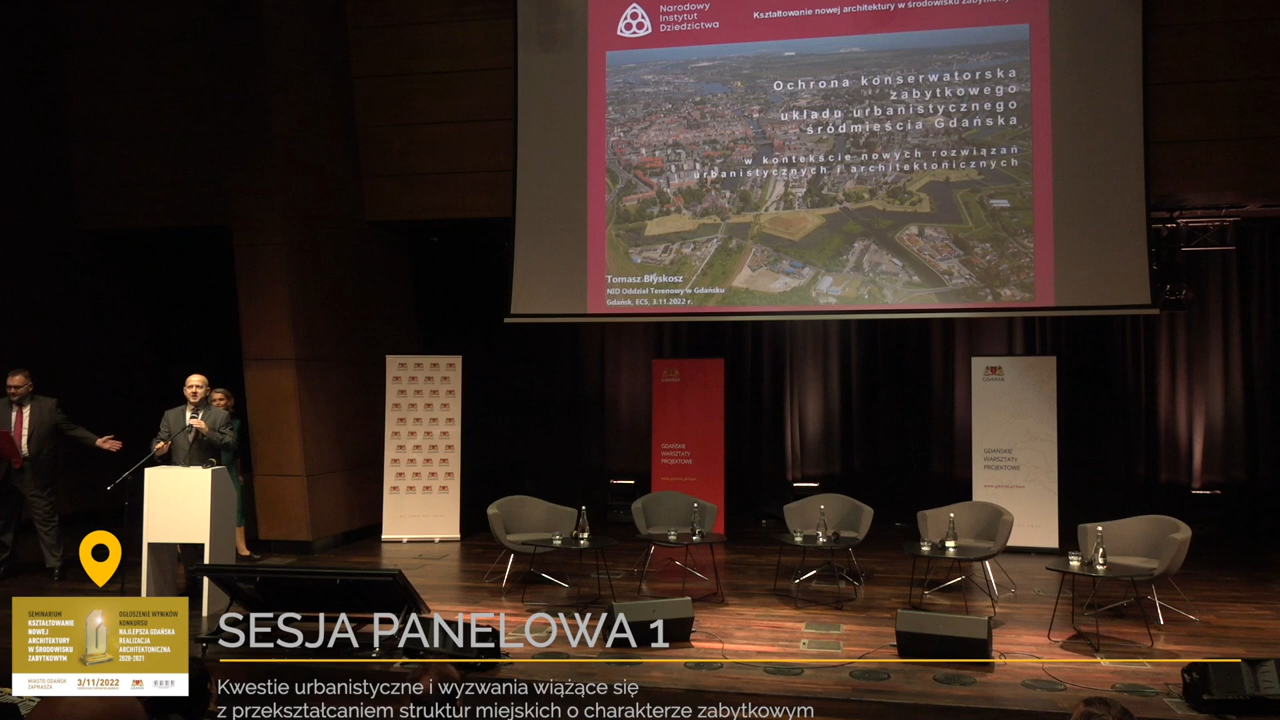 Narodowy
Instytut
Dziedzictwa
Kształtowanie nowej architektury w środowisku
Ochrona konserwatorska
zabytkowego
układu urbanistycznego
śródmieścia Gdańska
w kontekście nowych rozwiązań
urbanistycznych i architektonicznych
Tomasz Błyskosz
NID Oddział Terenowy w Gdańsku
Gdańsk, ECS, 3.11.2022 r.
GDAŃSK
GDAŃSKIE
WARSZTATY
PROJEKTOWE
GDAŃSK
GDAŃSKIE
WARSZTATY
PROJEKTOWE
SEMINARIUM
KSZTAŁTOWANIE
NOWEJ
ARCHITEKTURY
W ŚRODOWISKU
ZABYTKOWYM
OGŁOSZENIE WYNIKÓW
KONKURSU
NAJLEPSZA GDAŃSKA
REALIZACJA
ARCHITEKTONICZNA
2020-2021
MIASTO GDAŃSK
ZAPRASZA
3/11/2022
SESJA PANELOWA 1
Kwestie urbanistyczne i wyzwania wiążące się
z przekształcaniem struktur miejskich o charakterze zabytkowym